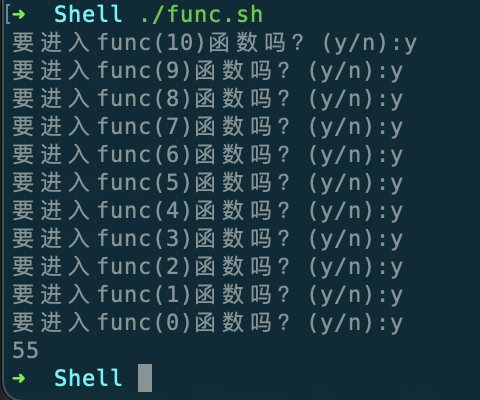 [➜ Shell ./func.sh
要进入func(10)函数吗？ (y/n):y
要进入func(9)函数吗？ (y/n):y
要进入func(8)函数吗？ (y/n):y
要进入func(7)函数吗？ (y/n):y
要进入func(6)函数吗？ (y/n):y
要进入func(5)函数吗？ (y/n):y
要进入func(4)函数吗？ (y/n):y
要进入func(3)函数吗？ (y/n):y
要进入func(2)函数吗？ (y/n):y
要进入func(1)函数吗？ (y/n):y
要进入func(0)函数吗？ (y/n):y
55
➜ Shell